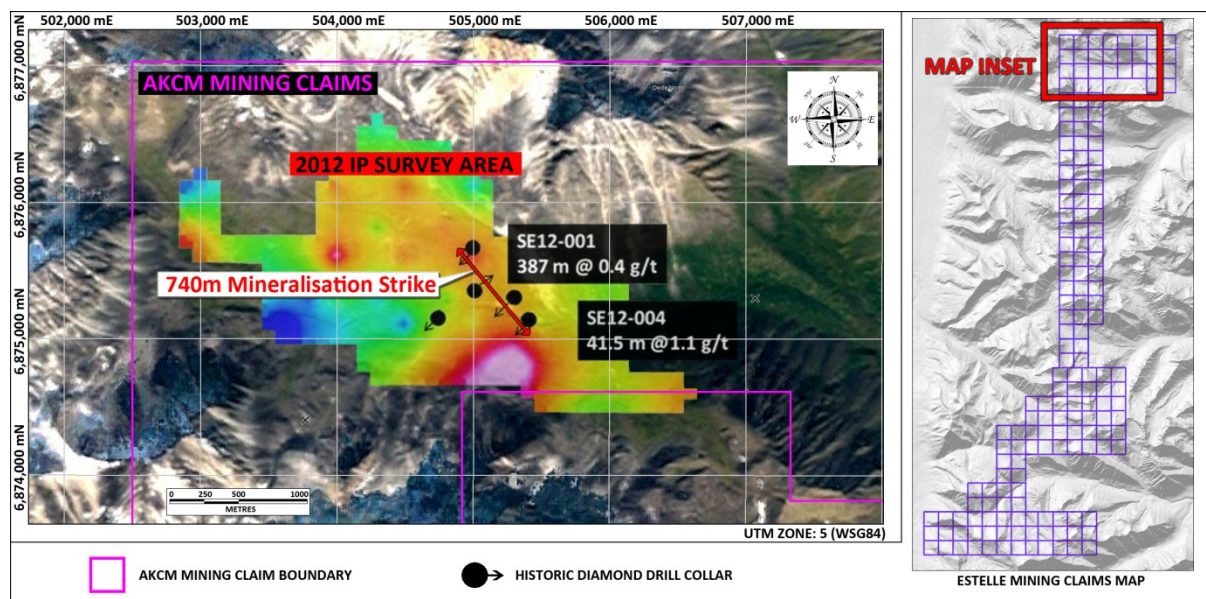 502,000 mE 503,000 mE 504,000 mE 505,000 mE 506,000 mE 507,000 mE
6,877,000 mN
6,876,000 mN
6,875,000 mN
6,874,000 mN
AKCM MINING CLAIMS
2012 IP SURVEY AREA
N
W E
S
SE12-001
387 m @ 0.4 g/t
740m Mineralisation Strike
SE12-004
41.5 m @1.1 g/t
0 250 500 1000
METRES
UTM ZONE: 5 (WSG84)
AKCM MINING CLAIM BOUNDARY
HISTORIC DIAMOND DRILL COLLAR
MAP INSET
ESTELLE MINING CLAIMS MAP